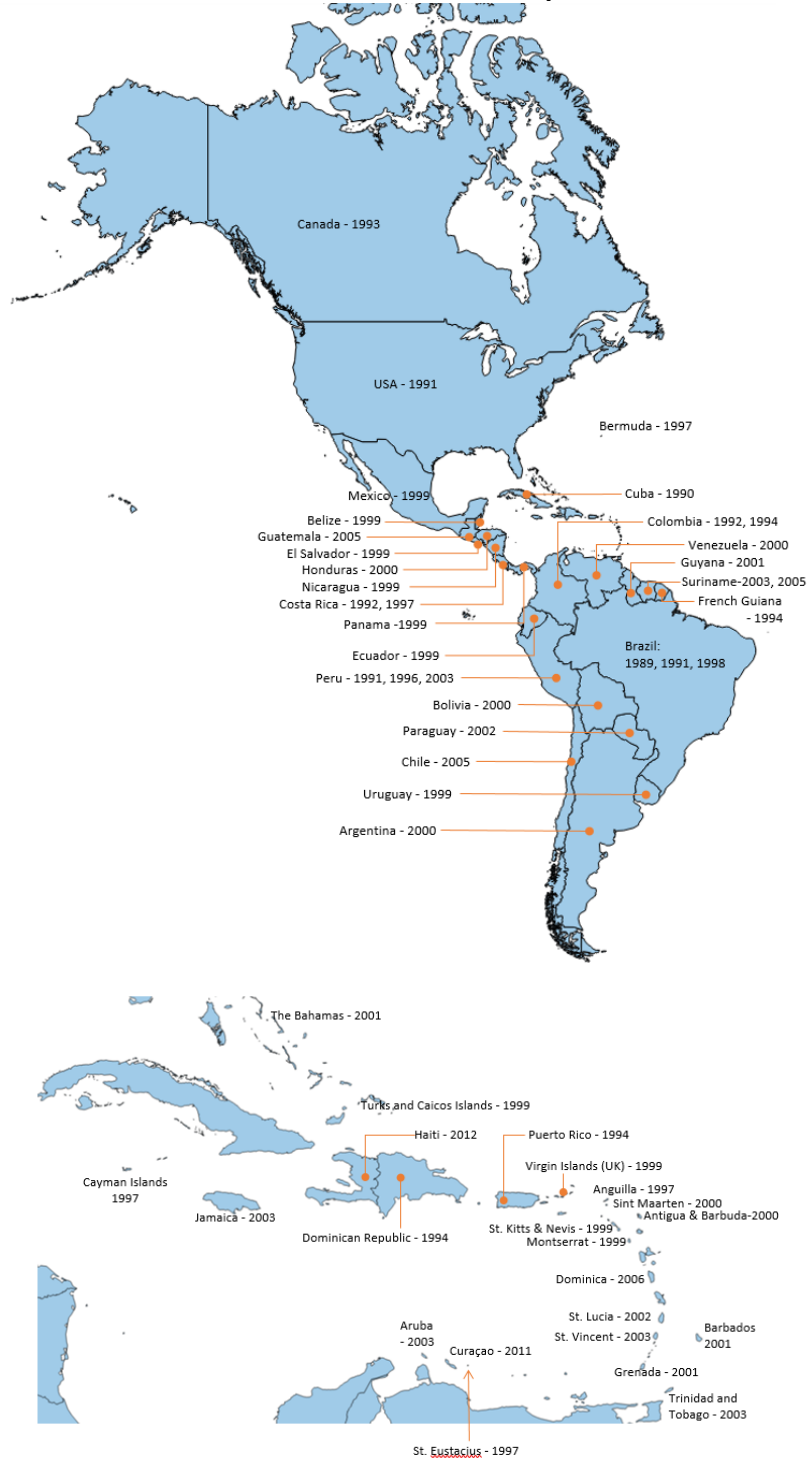 Canada - 1993
USA - 1991
Bermuda - 1997
Mexico - 1999
Cuba - 1990
Belize - 1999
Colombia - 1992, 1994
Guatemala - 2005
Venezuela - 2000
El Salvador - 1999
Guyana - 2001
Honduras - 2000
Suriname-2003, 2005
Nicaragua - 1999
French Guiana
- 1994
Costa Rica - 1992, 1997
Panama -1999
Ecuador - 1999
Brazil:
1989, 1991, 1998
Peru - 1991, 1996, 2003
Bolivia - 2000
Paraguay - 2002
Chile - 2005
Uruguay - 1999
Argentina - 2000
The Bahamas - 2001
Turks and Caicos Islands - 1999
Haiti - 2012
Puerto Rico - 1994
Virgin Islands (UK) - 1999
Cayman Islands
1997
Anguilla - 1997
Sint Maarten - 2000
Antigua & Barbuda-2000
Jamaica - 2003
St. Kitts & Nevis - 1999
Dominican Republic - 1994
Montserrat - 1999
Dominica - 2006
St. Lucia - 2002
Aruba
- 2003
St. Vincent - 2003
Barbados
2001
Curaçao - 2011
Grenada - 2001
Trinidad and
Tobago - 2003
St. Eustacius - 1997